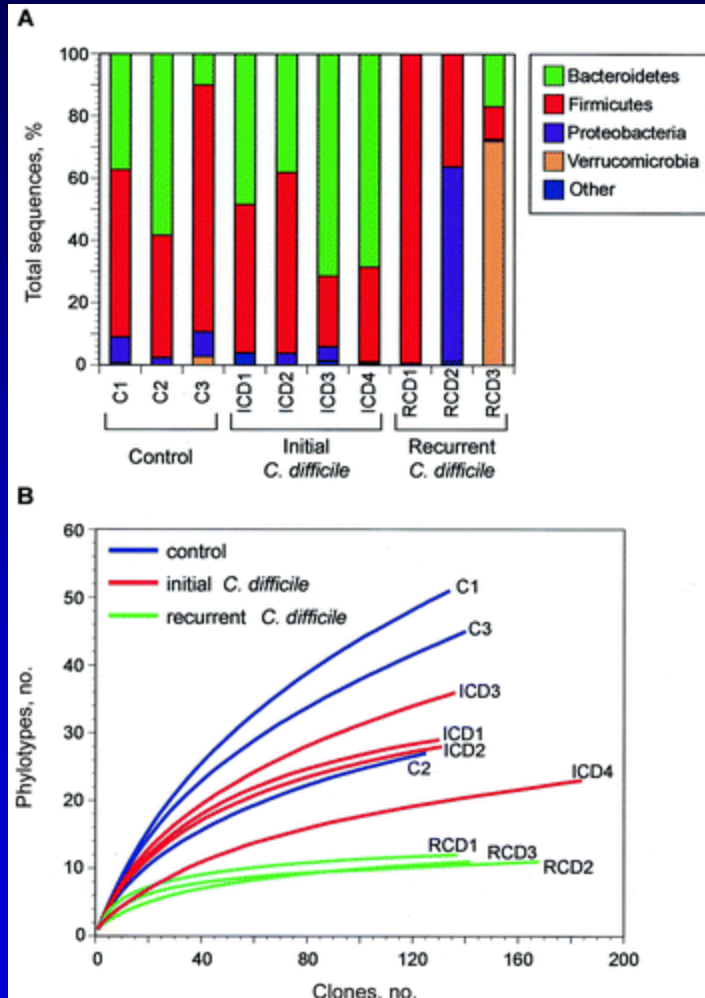 A
100
80
60
40
20
0
Total sequences, %
C1
C2
C3
ICD1
ICD2
ICD3
ICD4
RCD1
RCD2
RCD3
Control
Initial
C. difficile
Recurrent
C. difficile
Bacteroidetes
Firmicutes
Proteobacteria
Verrucomicrobia
Other
B
60
50
40
30
20
10
0
Phylotypes, no.
control
initial C. difficile
recurrent C. difficile
C1
C3
ICD3
ICD1
ICD2
C2
ICD4
RCD1
RCD3
RCD2
0
40
80
120
160
200
Clones, no.